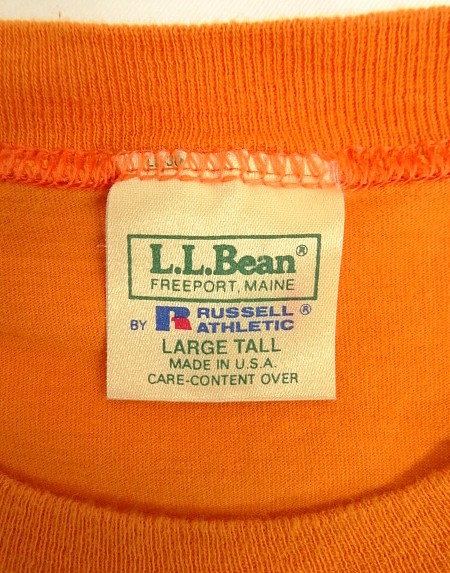 L.L.Bean®
FREEPORT, MAINE
BY R RUSSELL®
ATHLETIC
LARGE TALL
MADE IN U.S.A.
CARE-CONTENT OVER